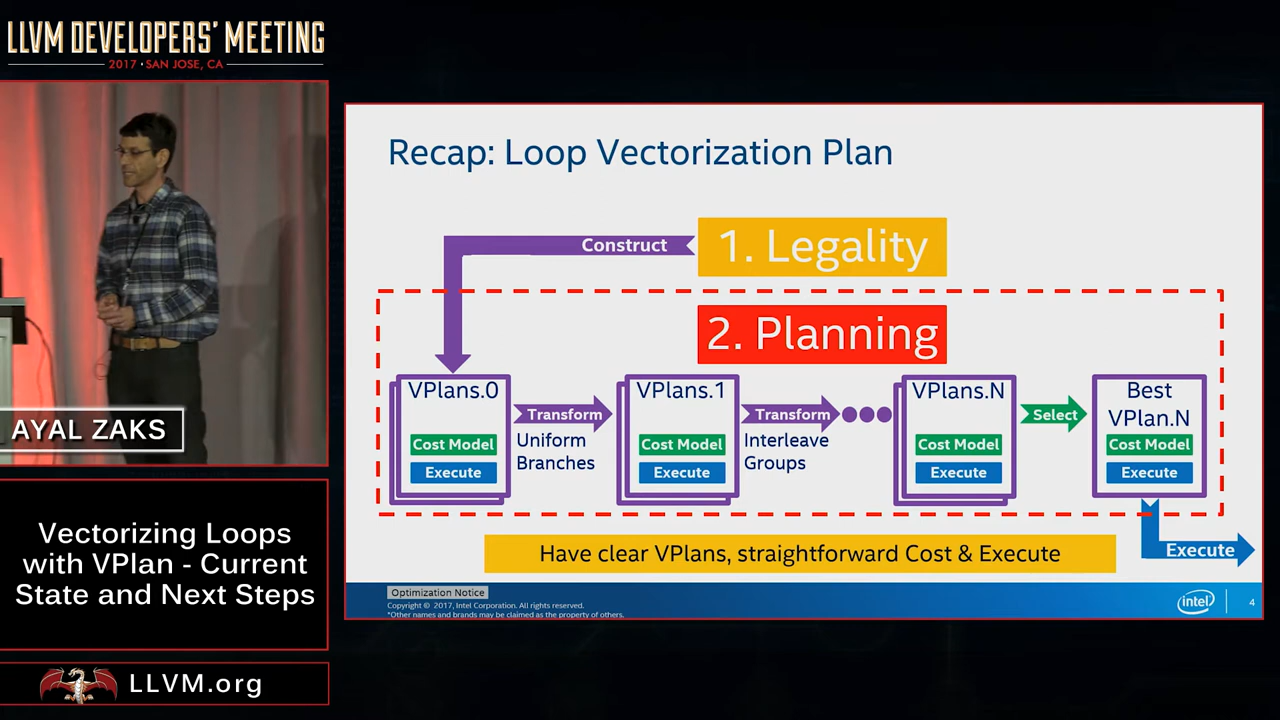 LLVM DEVELOPERS' MEETING
2017 · SAN JOSE, CA
AYAL ZAKS
Vectorizing Loops
with VPlan - Current
State and Next Steps
LLVM.org
Recap: Loop Vectorization Plan
Construct
1. Legality
2. Planning
VPlans.0
Cost Model
Execute
Transform
Uniform
Branches
VPlans.1
Cost Model
Execute
Transform
Interleave
Groups
VPlans.N
Cost Model
Execute
Select
Best
VPlan.N
Cost Model
Execute
Execute
Have clear VPlans, straightforward Cost & Execute
Optimization Notice
Copyright © 2017, Intel Corporation. All rights reserved.
*Other names and brands may be claimed as the property of others.
intel
4